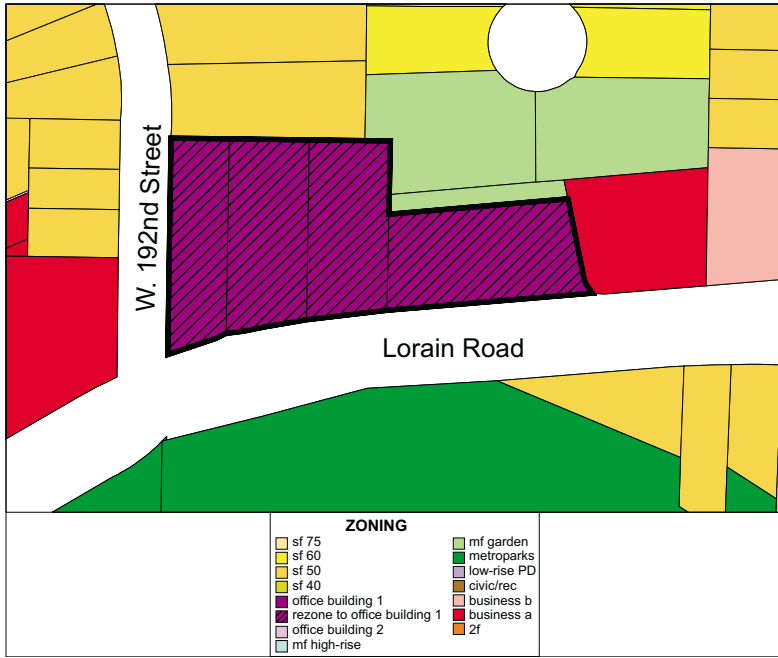 W. 192nd Street
Lorain Road
ZONING
sf 75
sf 60
sf 50
sf 40
office building 1
rezone to office building 1
office building 2
mf high-rise
mf garden
metroparks
low-rise PD
civic/rec
business b
business a
2f